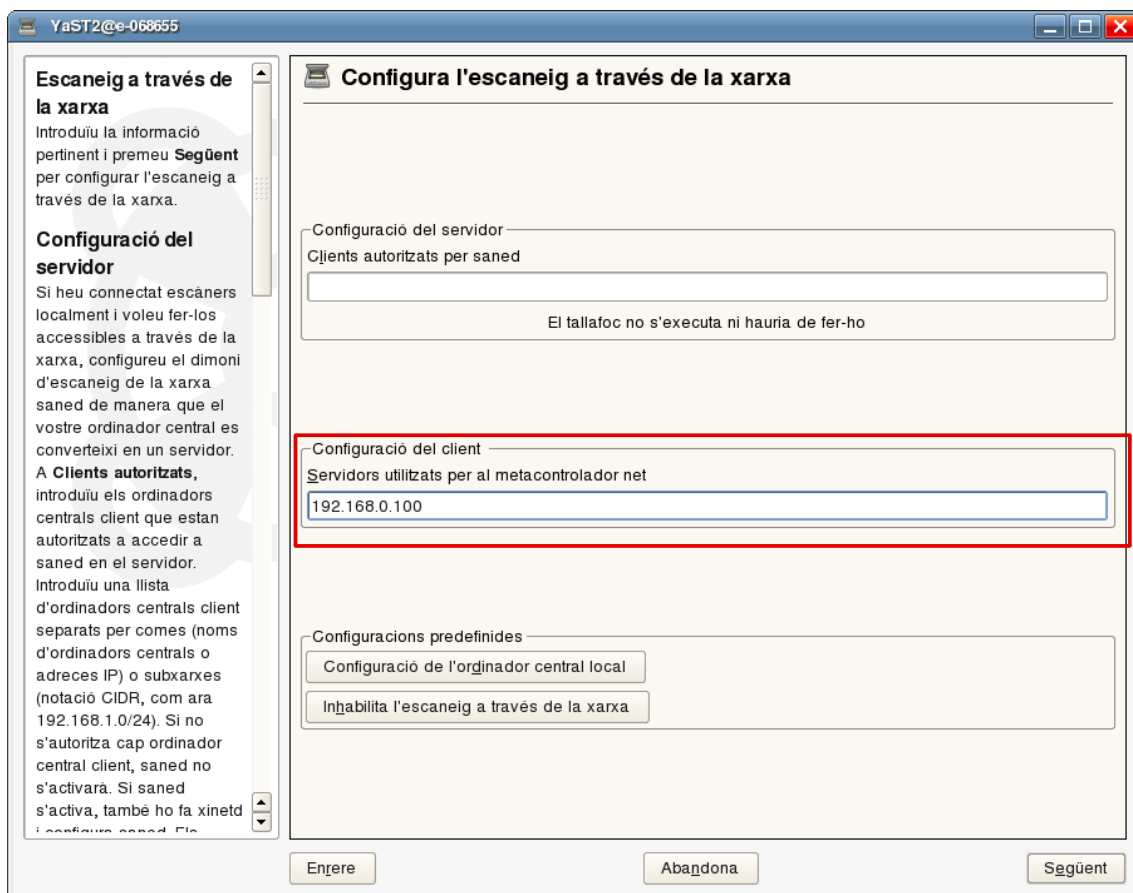 YaST2@e-068655
Escaneig a través de
la xarxa
Introduïu la informació
pertinent i premeu Següent
per configurar l'escaneig a
través de la xarxa.
Configuració del
servidor
Si heu connectat escàners
localment i voleu fer-los
accessibles a través de la
xarxa, configureu el dimoni
d'escaneig de la xarxa
saned de manera que el
vostre ordinador central es
converteixi en un servidor.
A Clients autoritzats,
introduïu els ordinadors
centrals client que estan
autoritzats a accedir a
saned en el servidor.
Introduïu una llista
d'ordinadors centrals client
separats per comes (noms
d'ordinadors centrals o
adreces IP) o subxarxes
(notació CIDR, com ara
192.168.1.0/24). Si no
s'autoritza cap ordinador
central client, saned no
s'activarà. Si saned
s'activa, també ho fa xinetd
i configura saned. Els
Configura l'escaneig a través de la xarxa
Configuració del servidor
Clients autoritzats per saned
El tallafoc no s'executa ni hauria de fer-ho
Configuració del client
Servidors utilitzats per al metacontrolador net
192.168.0.100
Configuracions predefinides
Configuració de l'ordinador central local
Inhabilita l'escaneig a través de la xarxa
Enrere
Abandona
Següent